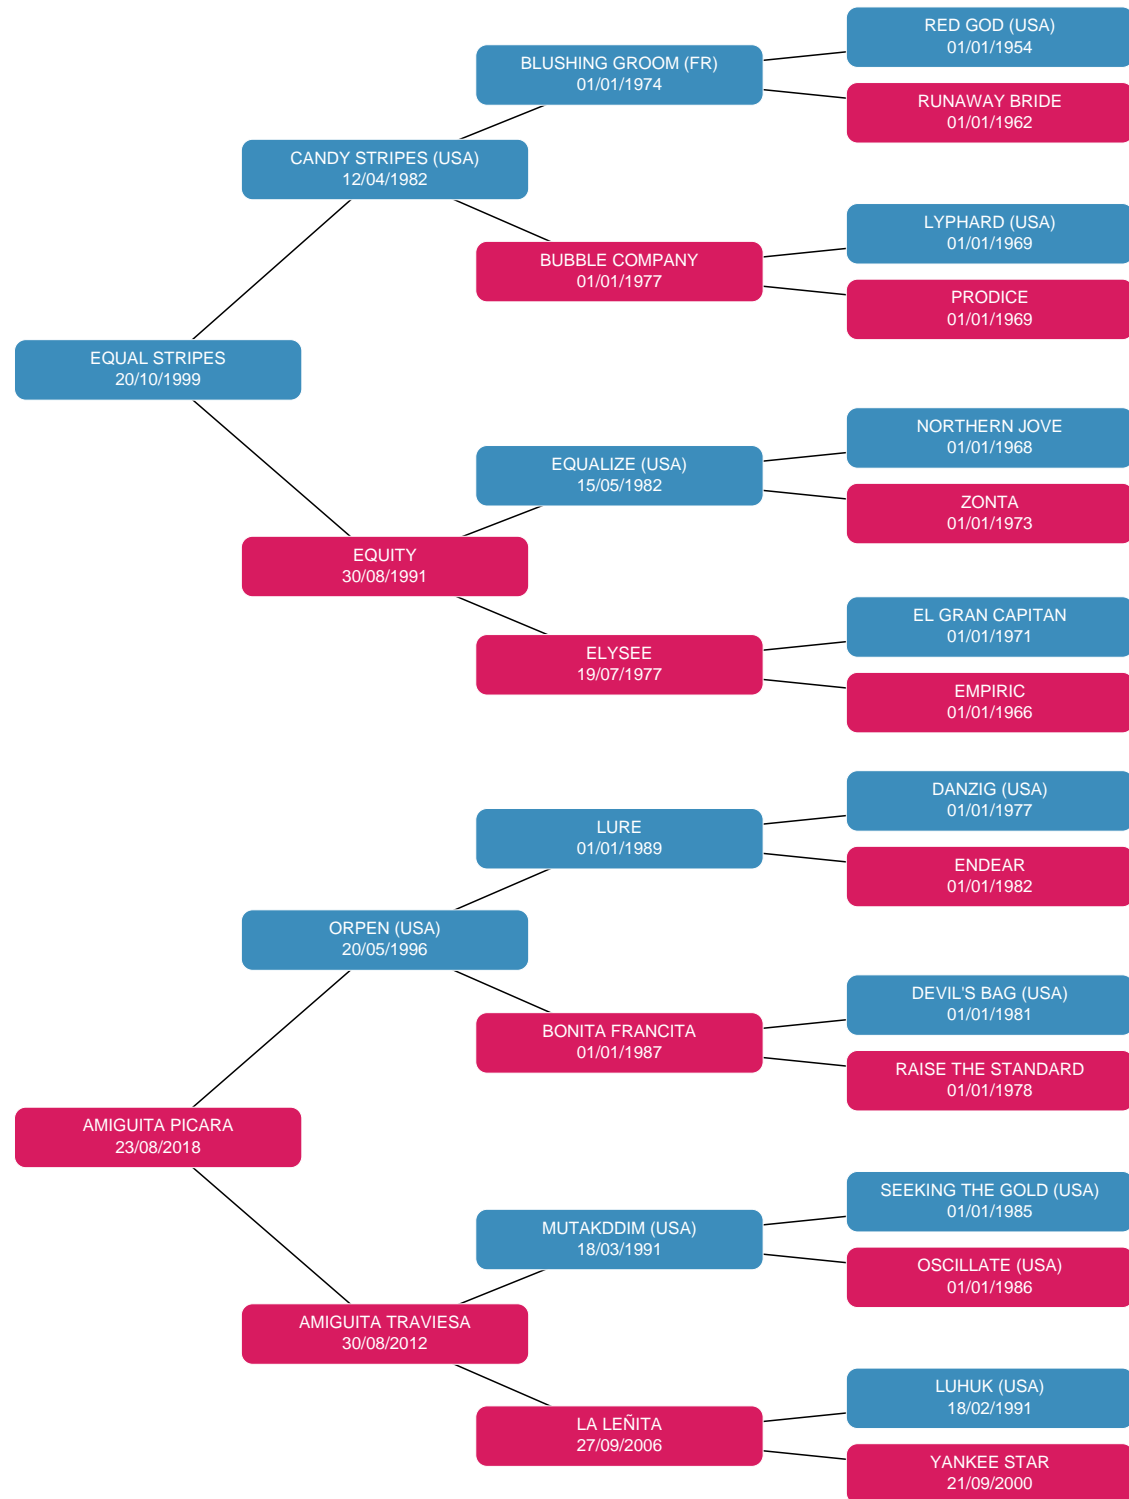 RED GOD (USA)
01/01/1954
BLUSHING GROOM (FR)
01/01/1974
RUNAWAY BRIDE
01/01/1962
CANDY STRIPES (USA)
12/04/1982
LYPHARD (USA)
01/01/1969
BUBBLE COMPANY
01/01/1977
PRODICE
01/01/1969
EQUAL STRIPES
20/10/1999
NORTHERN JOVE
01/01/1968
EQUALIZE (USA)
15/05/1982
ZONTA
01/01/1973
EQUITY
30/08/1991
EL GRAN CAPITAN
01/01/1971
ELYSEE
19/07/1977
EMPIRIC
01/01/1966
DANZIG (USA)
01/01/1977
LURE
01/01/1989
ENDEAR
01/01/1982
ORPEN (USA)
20/05/1996
DEVIL'S BAG (USA)
01/01/1981
BONITA FRANCITA
01/01/1987
RAISE THE STANDARD
01/01/1978
AMIGUITA PICARA
23/08/2018
SEEKING THE GOLD (USA)
01/01/1985
MUTAKDDIM (USA)
18/03/1991
OSCILLATE (USA)
01/01/1986
AMIGUITA TRAVIESA
30/08/2012
LUHUK (USA)
18/02/1991
LA LEÑITA
27/09/2006
YANKEE STAR
21/09/2000